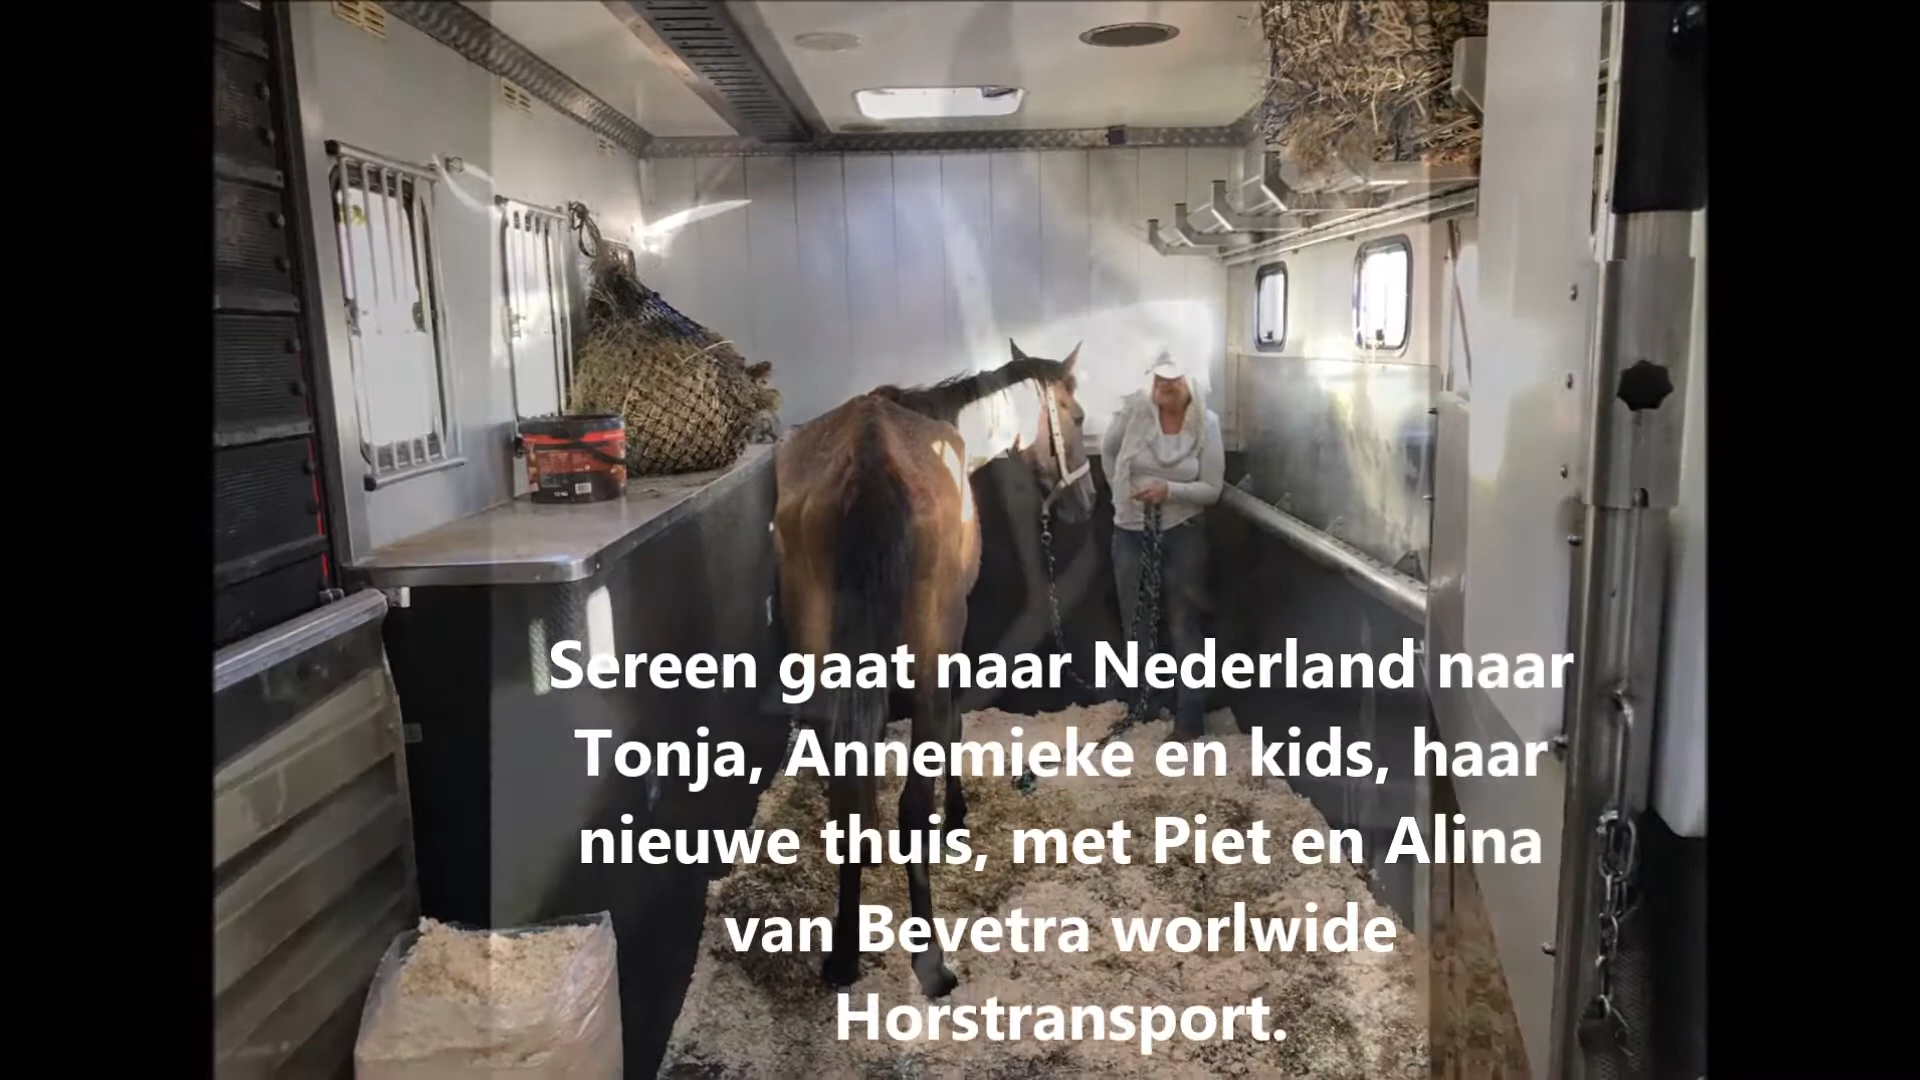 Sereen gaat naar Nederland naar
Tonja, Annemieke en kids, haar
nieuwe thuis, met Piet en Alina
van Bevetra worlwide
Horstransport.